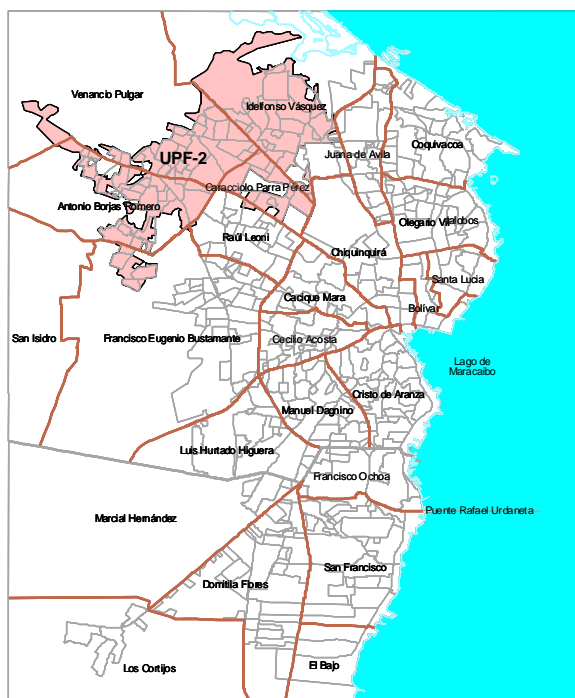 Venancio Pulgar
Idelfonso Vásquez
Coquivacoa
UPF-2
Juana de Avila
Caracciolo Parra Pérez
Antonio Borjas Romero
Olegario Villalobos
Raúl Leoni
Chiquinquirá
Santa Lucia
Cacique Mara
Bolívar
San Isidro
Francisco Eugenio Bustamante
Cecilio Acosta
Lago de
Maracaibo
Cristo de Aranza
Manuel Dagnino
Luis Hurtado Higuera
Francisco Ochoa
Marcial Hernández
Puente Rafael Urdaneta
San Francisco
Domitila Flores
Los Cortijos
El Bajo